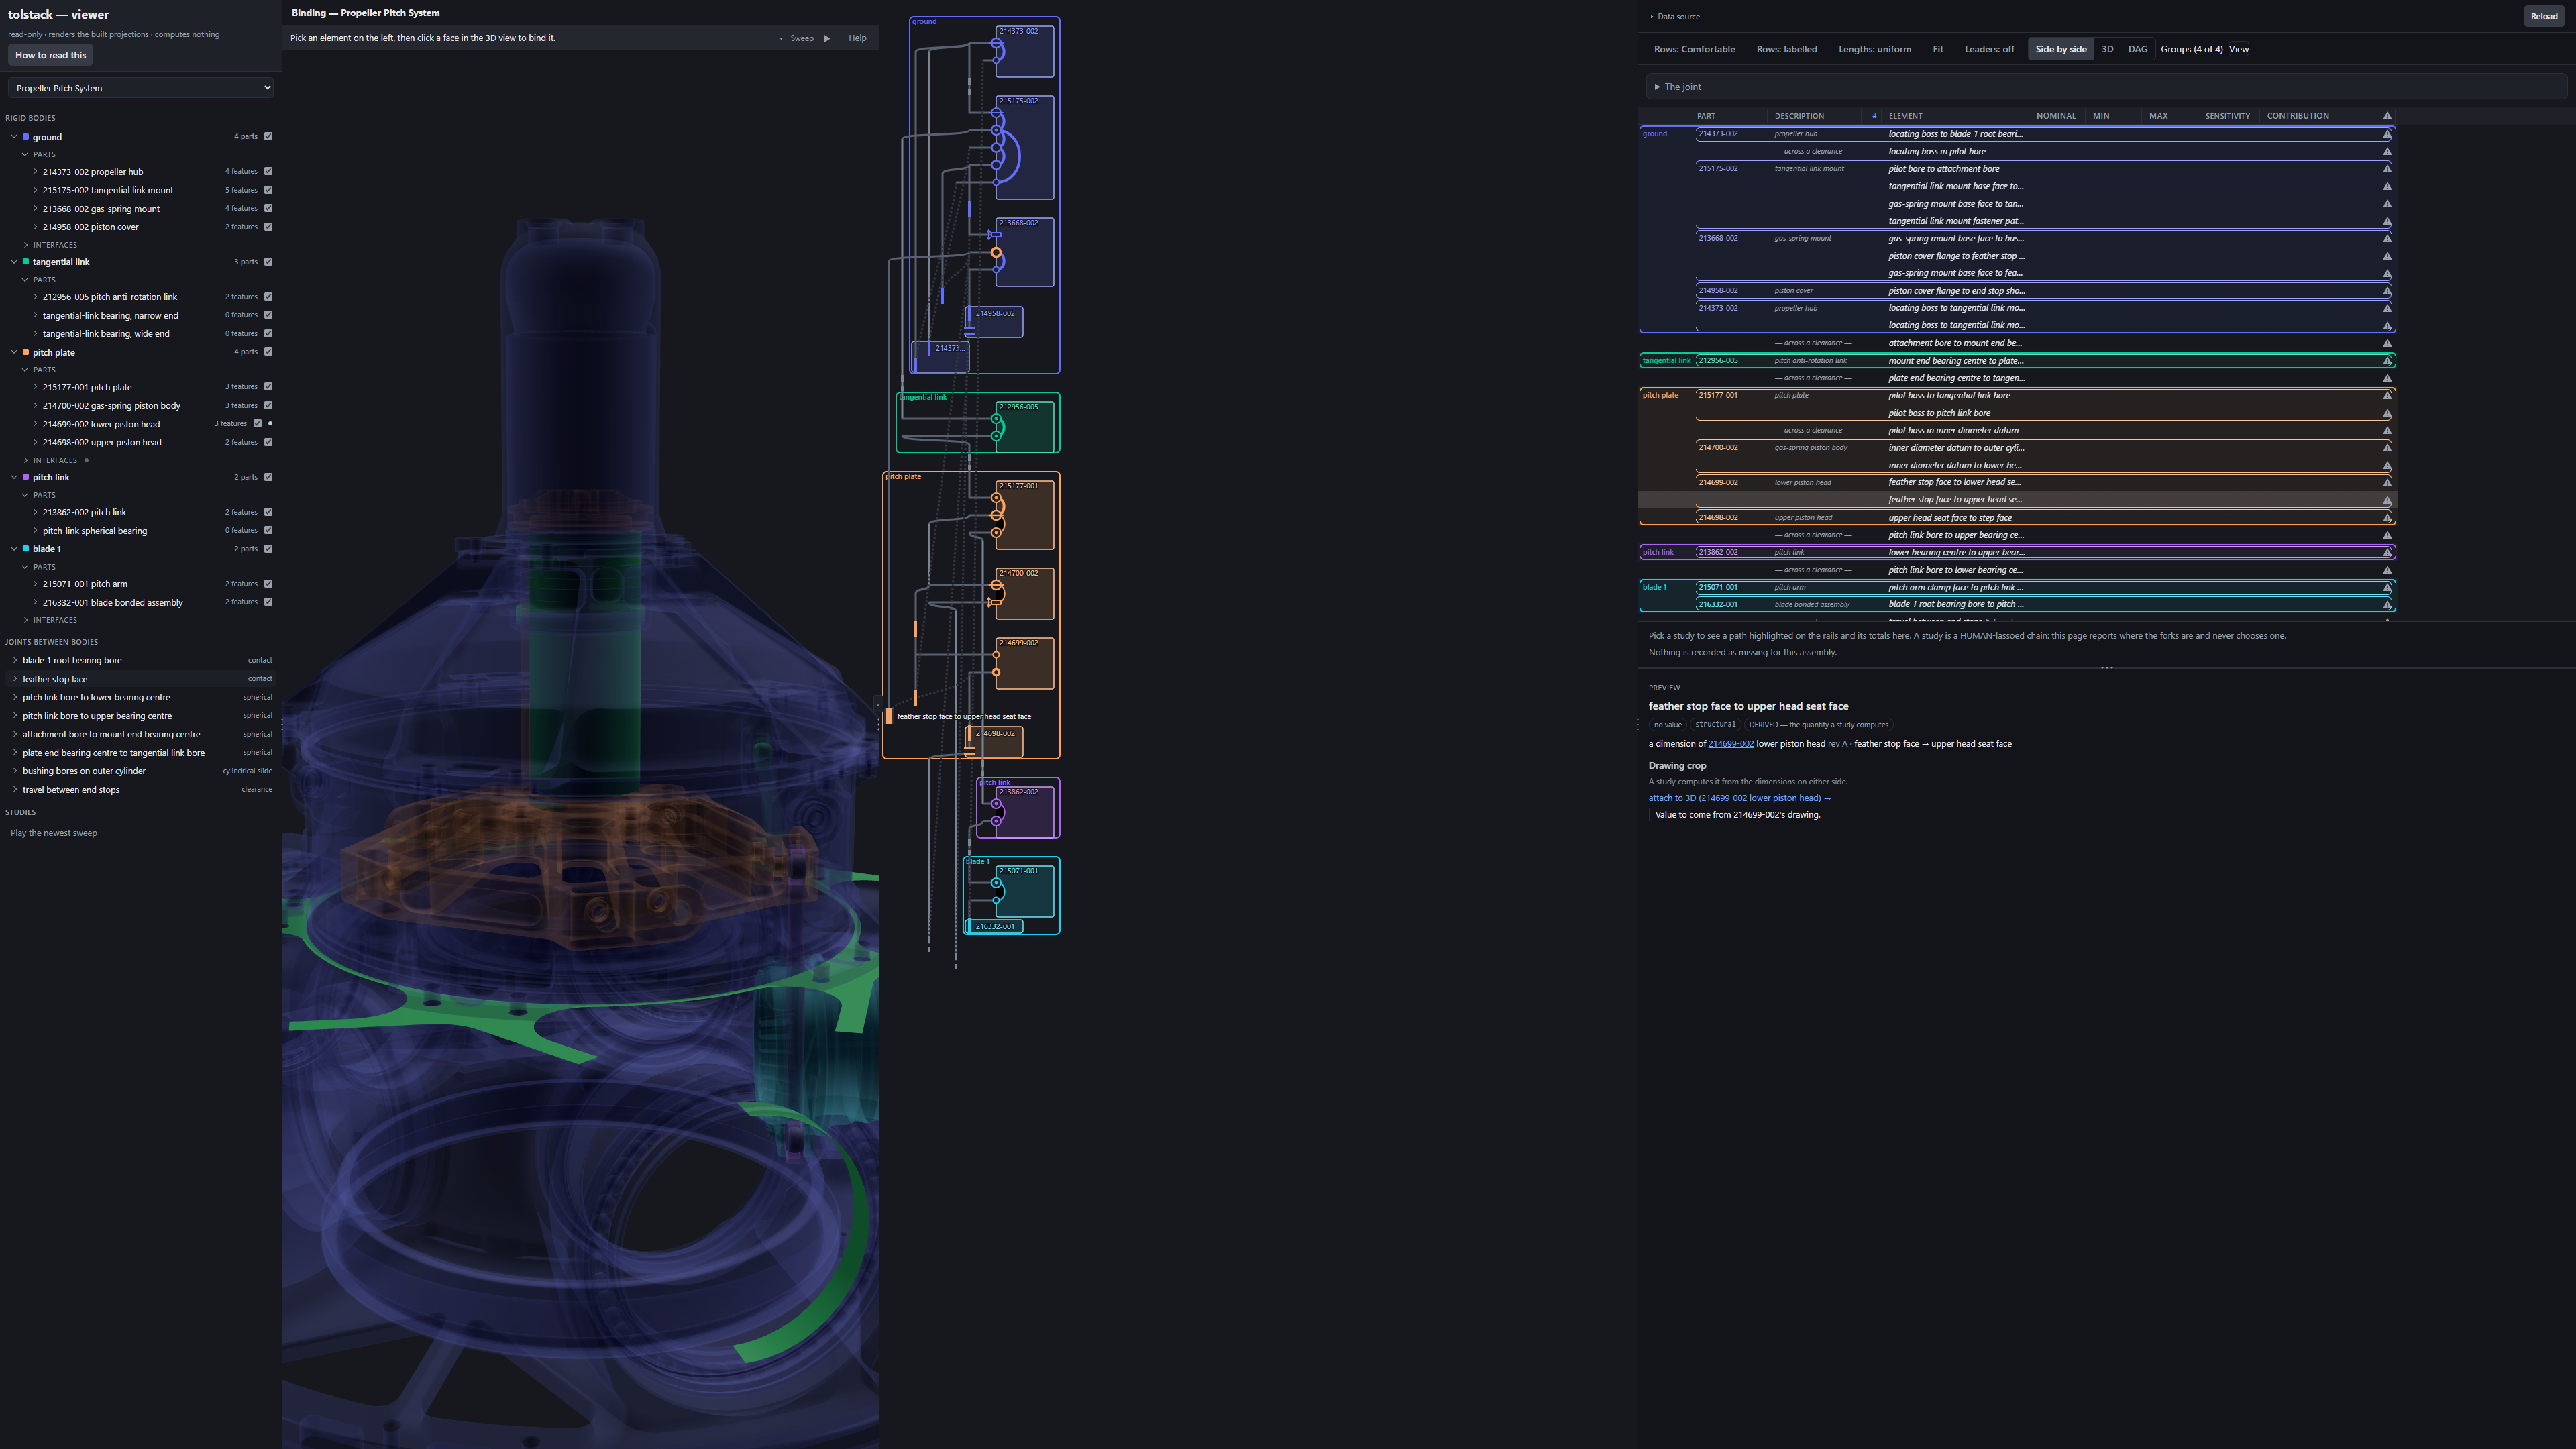 tolstack — viewer
read-only · renders the built projections · computes nothing
How to read this
Propeller Pitch System
RIGID BODIES
ground 4 parts
PARTS
214373-002 propeller hub 4 features
215175-002 tangential link mount 5 features
213668-002 gas-spring mount 4 features
214958-002 piston cover 2 features
INTERFACES
tangential link 3 parts
PARTS
212956-005 pitch anti-rotation link 2 features
tangential-link bearing, narrow end 0 features
tangential-link bearing, wide end 0 features
pitch plate 4 parts
PARTS
215177-001 pitch plate 3 features
214700-002 gas-spring piston body 3 features
214699-002 lower piston head 3 features
214698-002 upper piston head 2 features
INTERFACES
pitch link 2 parts
PARTS
213862-002 pitch link 2 features
pitch-link spherical bearing 0 features
blade 1 2 parts
PARTS
215071-001 pitch arm 2 features
216332-001 blade bonded assembly 2 features
INTERFACES
JOINTS BETWEEN BODIES
blade 1 root bearing bore contact
feather stop face contact
pitch link bore to lower bearing centre spherical
pitch link bore to upper bearing centre spherical
attachment bore to mount end bearing centre spherical
plate end bearing centre to tangential link bore spherical
bushing bores on outer cylinder cylindrical slide
travel between end stops clearance
STUDIES
Play the newest sweep
Binding — Propeller Pitch System
Pick an element on the left, then click a face in the 3D view to bind it.
Sweep
Help
ground
214373-002
215175-002
213668-002
214958-002
214373...
tangential link
212956-005
pitch plate
215177-001
214700-002
214699-002
feather stop face to upper head seat face
214698-002
pitch link
213862-002
blade 1
215071-001
216332-001
Data source
Reload
Rows: Comfortable Rows: labelled Lengths: uniform Fit Leaders: off Side by side 3D DAG Groups (4 of 4) View
The joint
PART DESCRIPTION # ELEMENT NOMINAL MIN MAX SENSITIVITY CONTRIBUTION
ground 214373-002 propeller hub locating boss to blade 1 root beari...
— across a clearance — locating boss in pilot bore
215175-002 tangential link mount pilot bore to attachment bore
tangential link mount base face to...
gas-spring mount base face to tan...
tangential link mount fastener pat...
213668-002 gas-spring mount gas-spring mount base face to bus...
piston cover flange to feather stop ...
gas-spring mount base face to fea...
214958-002 piston cover piston cover flange to end stop sho...
214373-002 propeller hub locating boss to tangential link mo...
locating boss to tangential link mo...
— across a clearance — attachment bore to mount end be...
tangential link 212956-005 pitch anti-rotation link mount end bearing centre to plate...
— across a clearance — plate end bearing centre to tangen...
pitch plate 215177-001 pitch plate pilot boss to tangential link bore
pilot boss to pitch link bore
— across a clearance — pilot boss in inner diameter datum
214700-002 gas-spring piston body inner diameter datum to outer cyli...
inner diameter datum to lower he...
214699-002 lower piston head feather stop face to lower head se...
feather stop face to upper head se...
214698-002 upper piston head upper head seat face to step face
— across a clearance — pitch link bore to upper bearing ce...
pitch link 213862-002 pitch link lower bearing centre to upper bear...
— across a clearance — pitch link bore to lower bearing ce...
blade 1 215071-001 pitch arm pitch arm clamp face to pitch link ...
216332-001 blade bonded assembly blade 1 root bearing bore to pitch ...
Pick a study to see a path highlighted on the rails and its totals here. A study is a HUMAN-lassoed chain: this page reports where the forks are and never chooses one.
Nothing is recorded as missing for this assembly.
PREVIEW
feather stop face to upper head seat face
no value structural DERIVED — the quantity a study computes
a dimension of 214699-002 lower piston head rev A · feather stop face → upper head seat face
Drawing crop
A study computes it from the dimensions on either side.
attach to 3D (214699-002 lower piston head) →
Value to come from 214699-002's drawing.